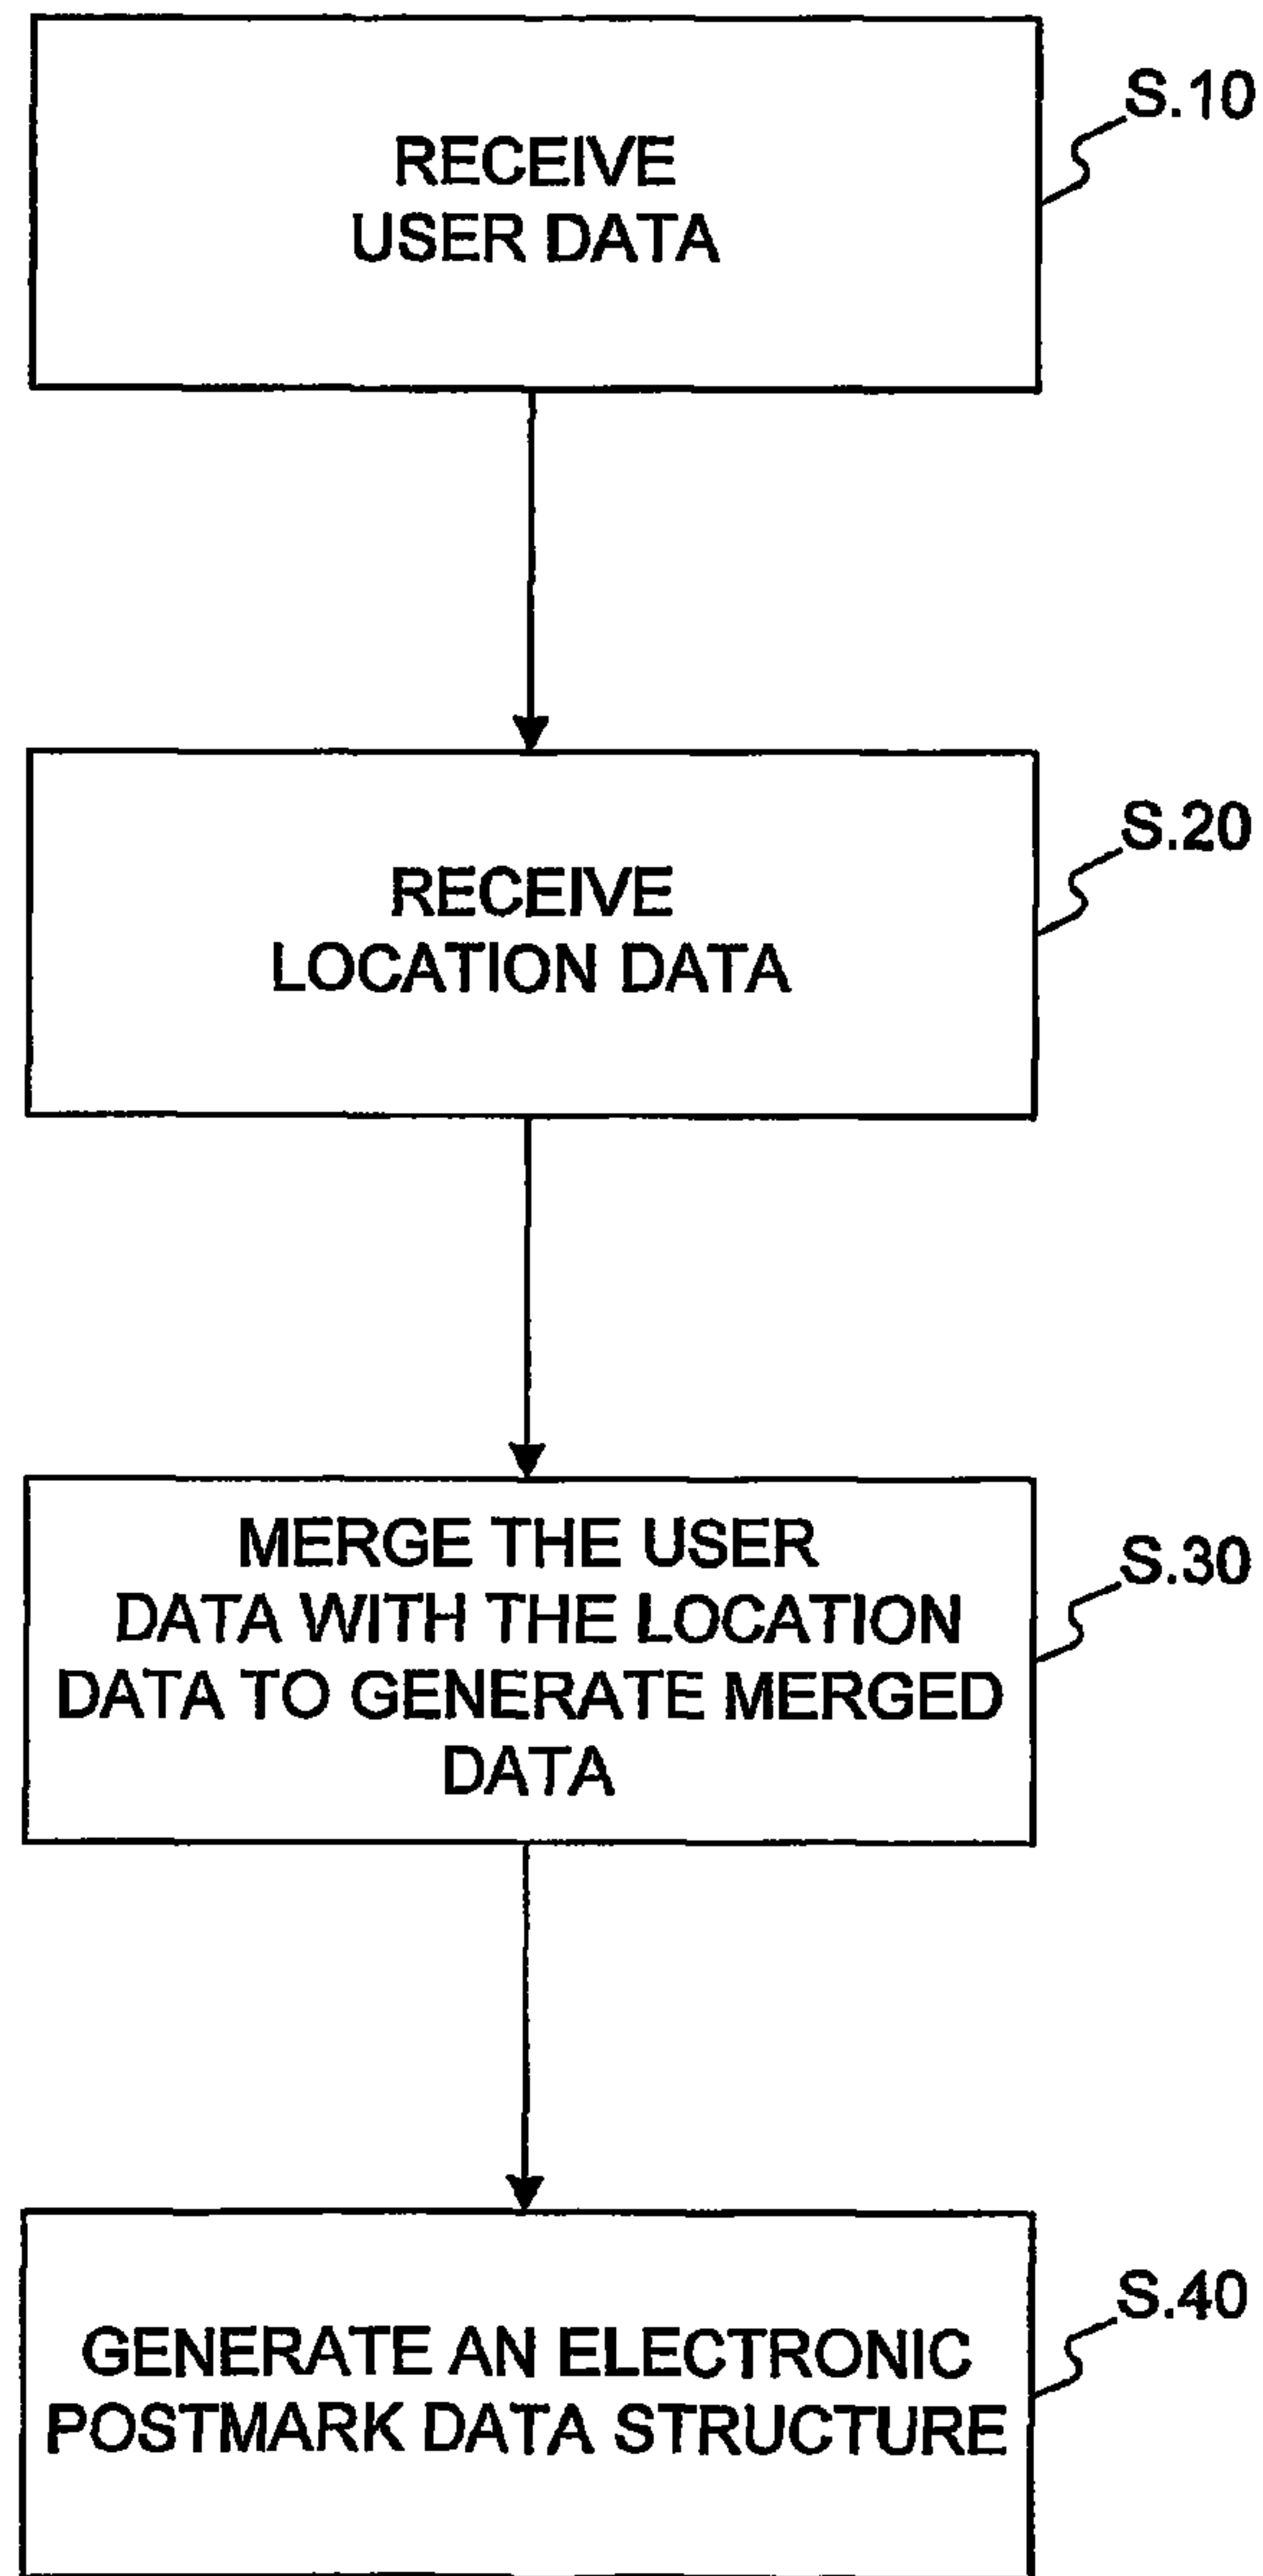 S.10
RECEIVE
USER DATA
S.20
RECEIVE
LOCATION DATA
S.30
MERGE THE USER
DATA WITH THE LOCATION
DATA TO GENERATE MERGED
DATA
S.40
GENERATE AN ELECTRONIC
POSTMARK DATA STRUCTURE